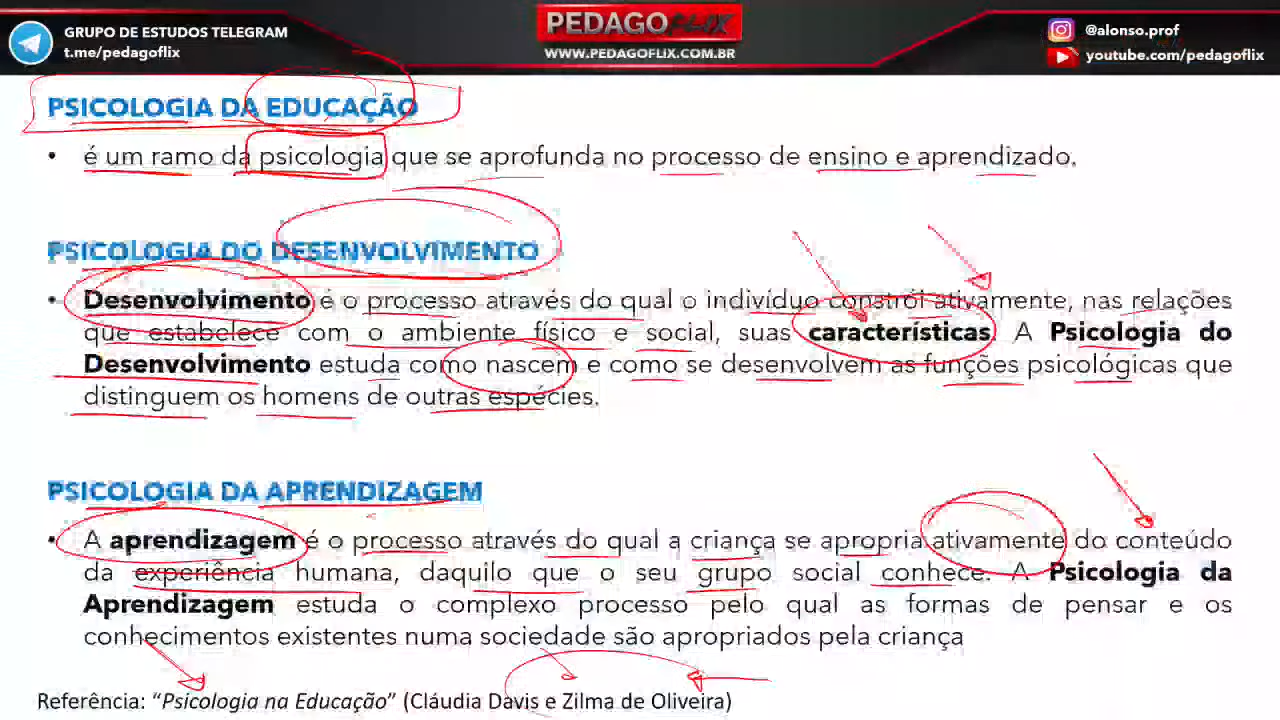 GRUPO DE ESTUDOS TELEGRAM
t.me/pedagoflix
PEDAGOFLIX
WWW.PEDAGOFLIX.COM.BR
@alonso.prof
youtube.com/pedagoflix
PSICOLOGIA DA EDUCAÇÃO
• é um ramo da psicologia que se aprofunda no processo de ensino e aprendizado.
PSICOLOGIA DO DESENVOLVIMENTO
• Desenvolvimento é o processo através do qual o indivíduo constrói ativamente, nas relações
que estabelece com o ambiente físico e social, suas características. A Psicologia do
Desenvolvimento estuda como nascem e como se desenvolvem as funções psicológicas que
distinguem os homens de outras espécies.
PSICOLOGIA DA APRENDIZAGEM
• A aprendizagem é o processo através do qual a criança se apropria ativamente do conteúdo
da experiência humana, daquilo que o seu grupo social conhece. A Psicologia da
Aprendizagem estuda o complexo processo pelo qual as formas de pensar e os
conhecimentos existentes numa sociedade são apropriados pela criança
Referência: “Psicologia na Educação” (Cláudia Davis e Zilma de Oliveira)